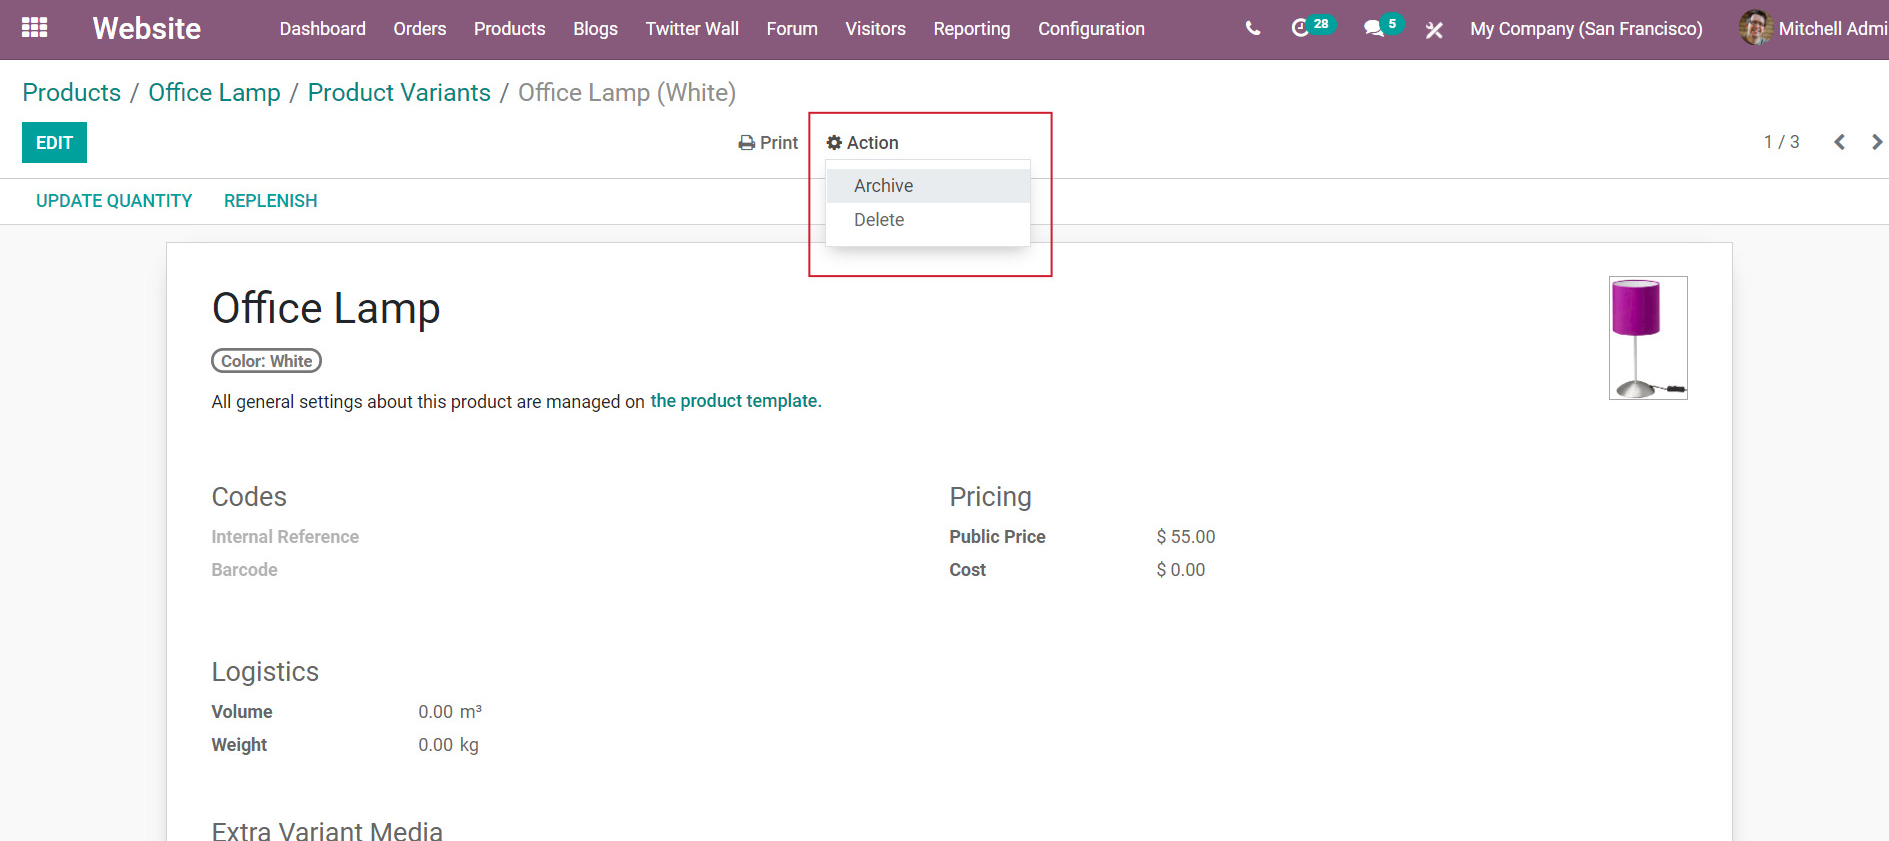 Website Dashboard Orders Products Blogs Twitter Wall Forum Visitors Reporting Configuration 28 5 My Company (San Francisco) Mitchell Admi
Products / Office Lamp / Product Variants / Office Lamp (White)
EDIT Print Action 1 / 3
Archive
UPDATE QUANTITY REPLENISH
Delete
Office Lamp
Color: White
All general settings about this product are managed on the product template.
Codes Pricing
Internal Reference Public Price $ 55.00
Barcode Cost $ 0.00
Logistics
Volume 0.00 m³
Weight 0.00 kg
Extra Variant Media